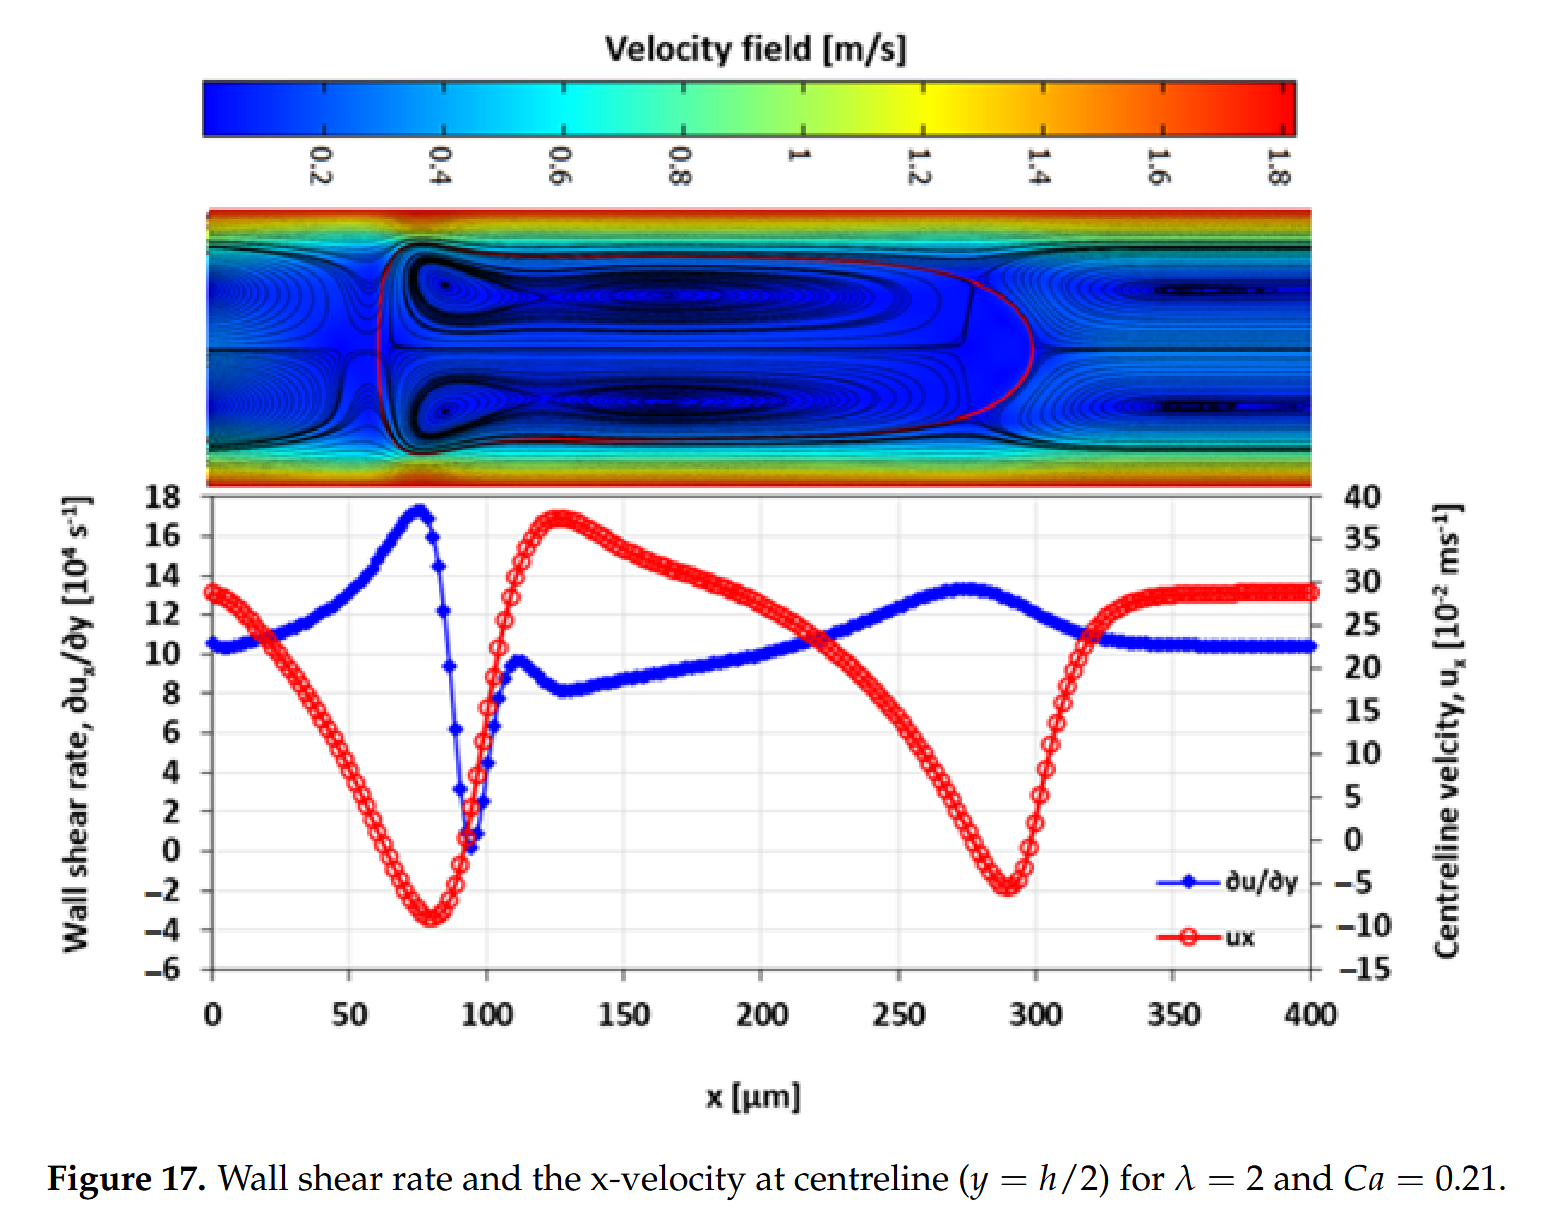 Velocity field [m/s]
0.2 0.4 0.6 0.8 1 1.2 1.4 1.6 1.8
Wall shear rate, ∂uₓ/∂y [10⁴ s⁻¹]
18
16
14
12
10
8
6
4
2
0
−2
−4
−6
40
35
30
25
20
15
10
5
0
−5
−10
−15
Centreline velcity, uₓ [10⁻² ms⁻¹]
∂u/∂y
ux
0 50 100 150 200 250 300 350 400
x [µm]
Figure 17. Wall shear rate and the x-velocity at centreline (y = h/2) for λ = 2 and Ca = 0.21.